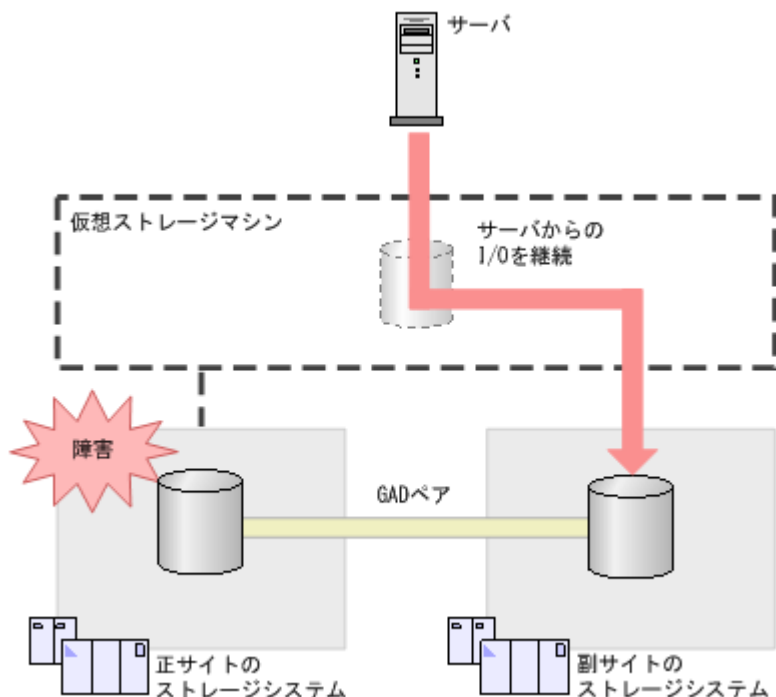 サーバ
仮想ストレージマシン
サーバからの
I/Oを継続
障害
GADペア
正サイトの
ストレージシステム
副サイトの
ストレージシステム